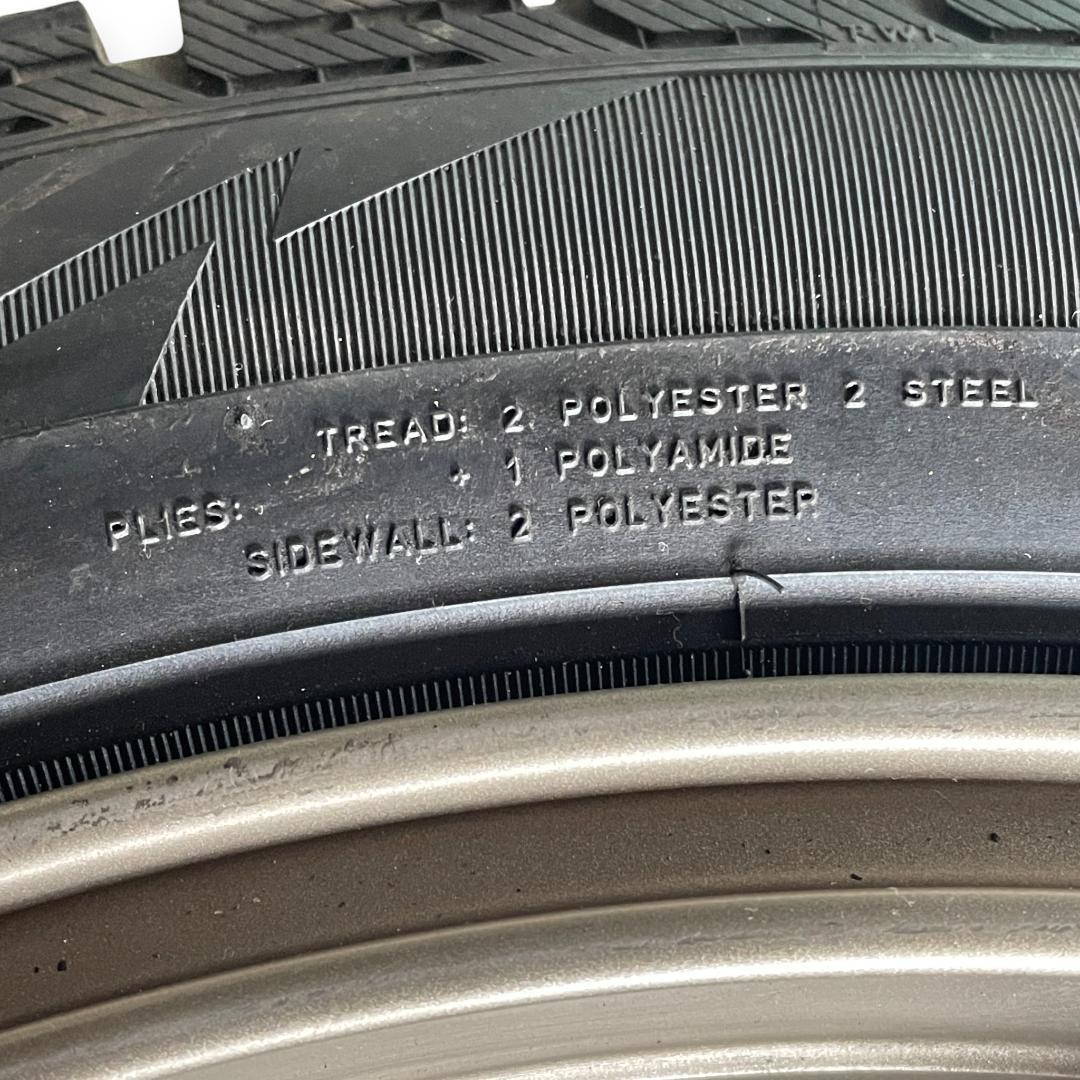 TREAD: 2 POLYESTER 2 STEEL
+ 1 POLYAMIDE
PLIES:
SIDEWALL: 2 POLYESTER